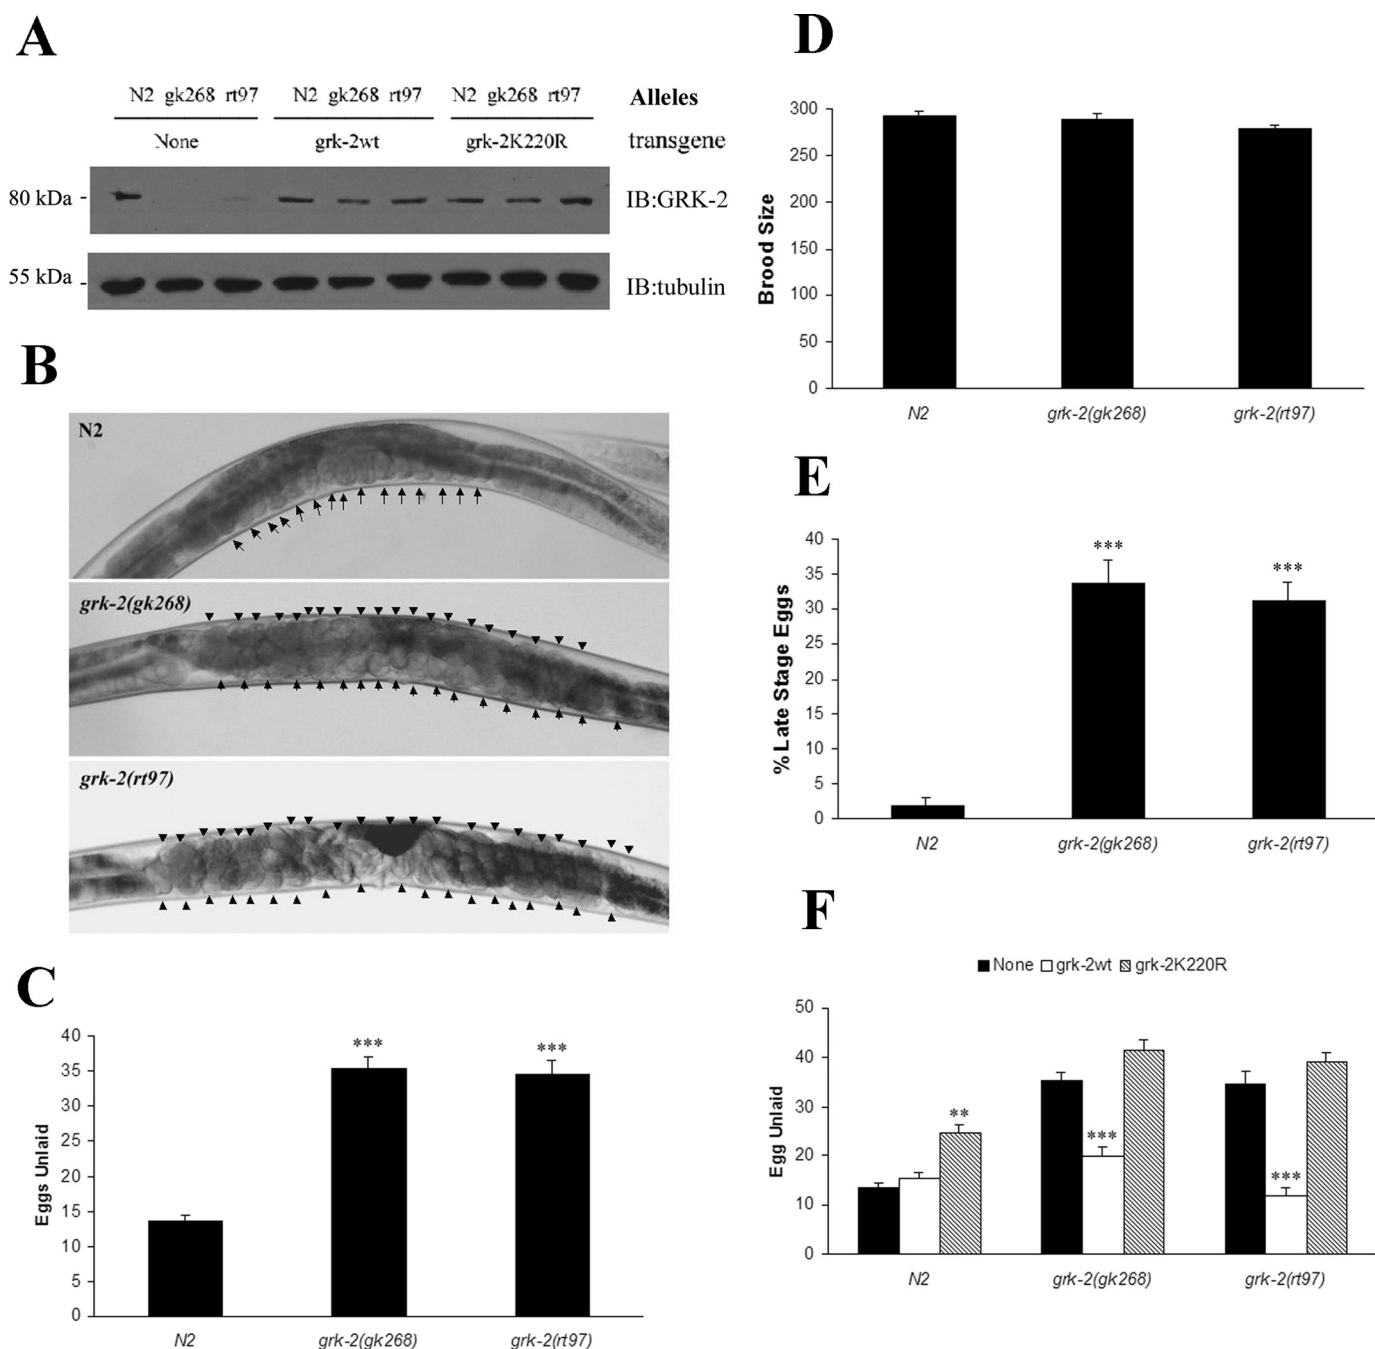 A
N2 gk268 rt97 N2 gk268 rt97 N2 gk268 rt97 Alleles
None grk-2wt grk-2K220R transgene
80 kDa - IB:GRK-2
55 kDa - IB:tubulin
B
N2
grk-2(gk268)
grk-2(rt97)
C
Eggs Unlaid
40
35
30
25
20
15
10
5
0
*** ***
N2 grk-2(gk268) grk-2(rt97)
D
Brood Size
300
250
200
150
100
50
0
N2 grk-2(gk268) grk-2(rt97)
E
% Late Stage Eggs
40
35
30
25
20
15
10
5
0
*** ***
N2 grk-2(gk268) grk-2(rt97)
F
None grk-2wt grk-2K220R
Egg Unlaid
50
40
30
20
10
0
** *** ***
N2 grk-2(gk268) grk-2(rt97)